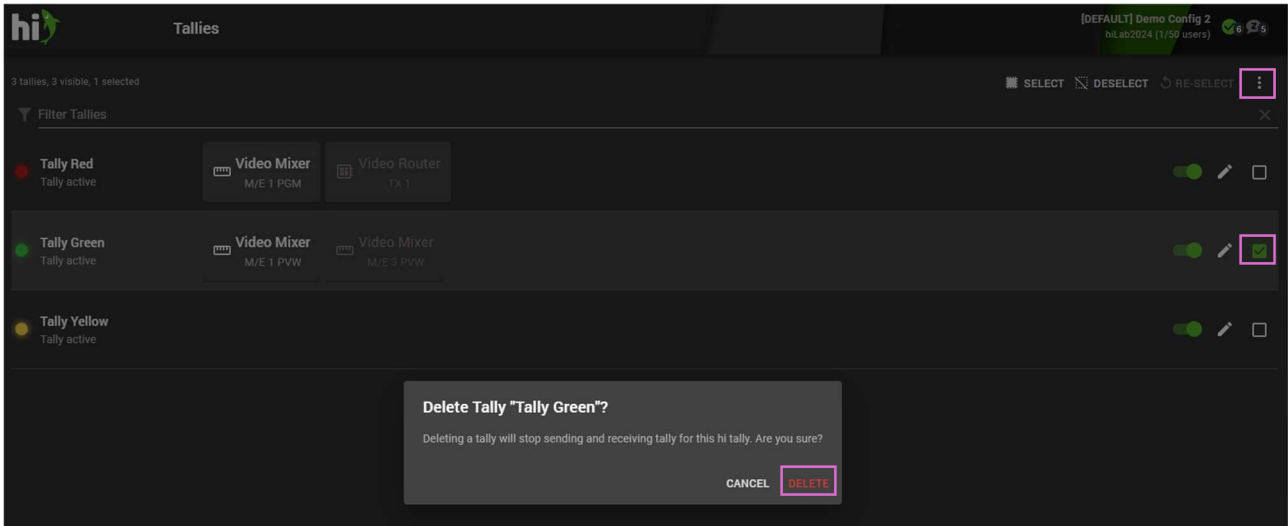 hi
Tallies
[DEFAULT] Demo Config 2
hiLab2024 (1/50 users)
6
5
3 tallies, 3 visible, 1 selected
SELECT
DESELECT
RE-SELECT
Filter Tallies
Tally Red
Tally active
Video Mixer
M/E 1 PGM
Video Router
TX 1
Tally Green
Tally active
Video Mixer
M/E 1 PVW
Video Mixer
M/E 3 PVW
Tally Yellow
Tally active
Delete Tally "Tally Green"?
Deleting a tally will stop sending and receiving tally for this hi tally. Are you sure?
CANCEL
DELETE